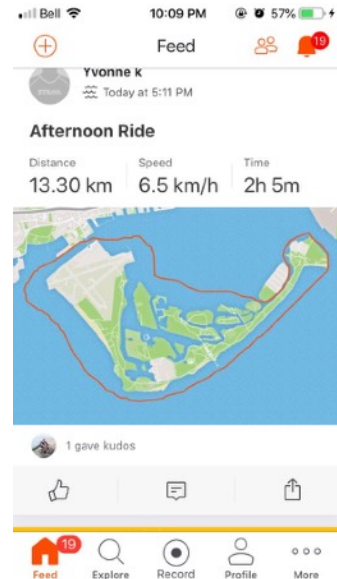 Bell 10:09 PM 57%
Feed 19
Yvonne k
Today at 5:11 PM
Afternoon Ride
Distance Speed Time
13.30 km 6.5 km/h 2h 5m
1 gave kudos
19
Feed Explore Record Profile More